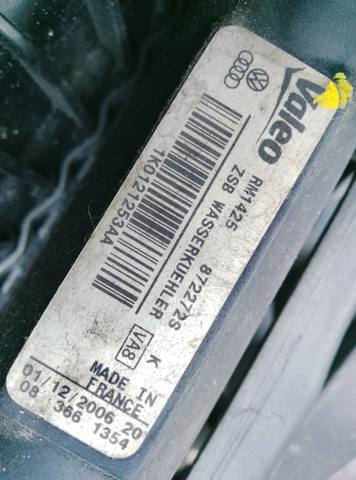 Valeo
RM1425 872272S
ZSB WASSERKUEHLER K
VA8
1K0121253AA
MADE IN
FRANCE
01/12/2006 20
08 366 1354